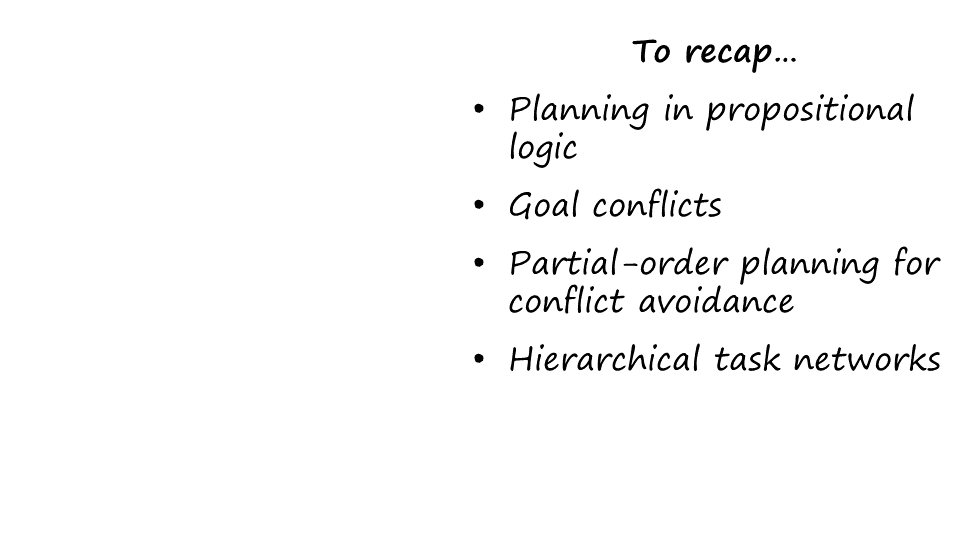 To recap...
• Planning in propositional
logic
• Goal conflicts
• Partial-order planning for
conflict avoidance
• Hierarchical task networks